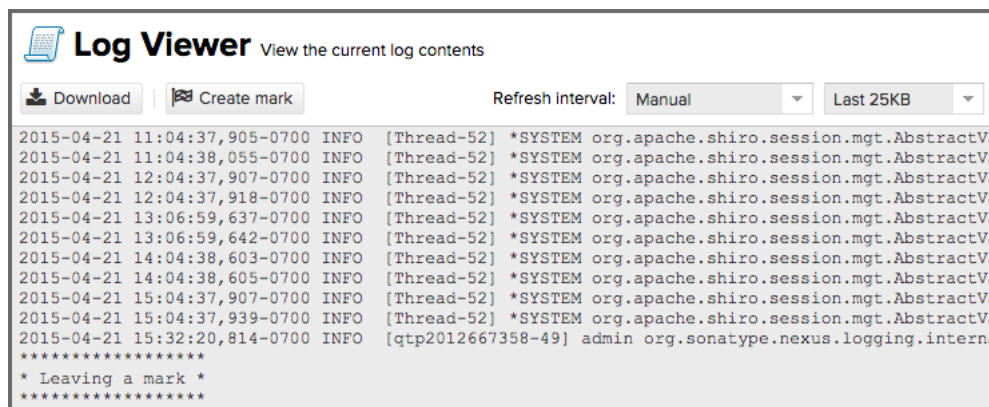 Log Viewer View the current log contents
Download Create mark Refresh interval: Manual Last 25KB
2015-04-21 11:04:37,905-0700 INFO [Thread-52] *SYSTEM org.apache.shiro.session.mgt.AbstractV
2015-04-21 11:04:38,055-0700 INFO [Thread-52] *SYSTEM org.apache.shiro.session.mgt.AbstractV
2015-04-21 12:04:37,907-0700 INFO [Thread-52] *SYSTEM org.apache.shiro.session.mgt.AbstractV
2015-04-21 12:04:37,918-0700 INFO [Thread-52] *SYSTEM org.apache.shiro.session.mgt.AbstractV
2015-04-21 13:06:59,637-0700 INFO [Thread-52] *SYSTEM org.apache.shiro.session.mgt.AbstractV
2015-04-21 13:06:59,642-0700 INFO [Thread-52] *SYSTEM org.apache.shiro.session.mgt.AbstractV
2015-04-21 14:04:38,603-0700 INFO [Thread-52] *SYSTEM org.apache.shiro.session.mgt.AbstractV
2015-04-21 14:04:38,605-0700 INFO [Thread-52] *SYSTEM org.apache.shiro.session.mgt.AbstractV
2015-04-21 15:04:37,907-0700 INFO [Thread-52] *SYSTEM org.apache.shiro.session.mgt.AbstractV
2015-04-21 15:04:37,939-0700 INFO [Thread-52] *SYSTEM org.apache.shiro.session.mgt.AbstractV
2015-04-21 15:32:20,814-0700 INFO [qtp2012667358-49] admin org.sonatype.nexus.logging.intern
******************
* Leaving a mark *
******************